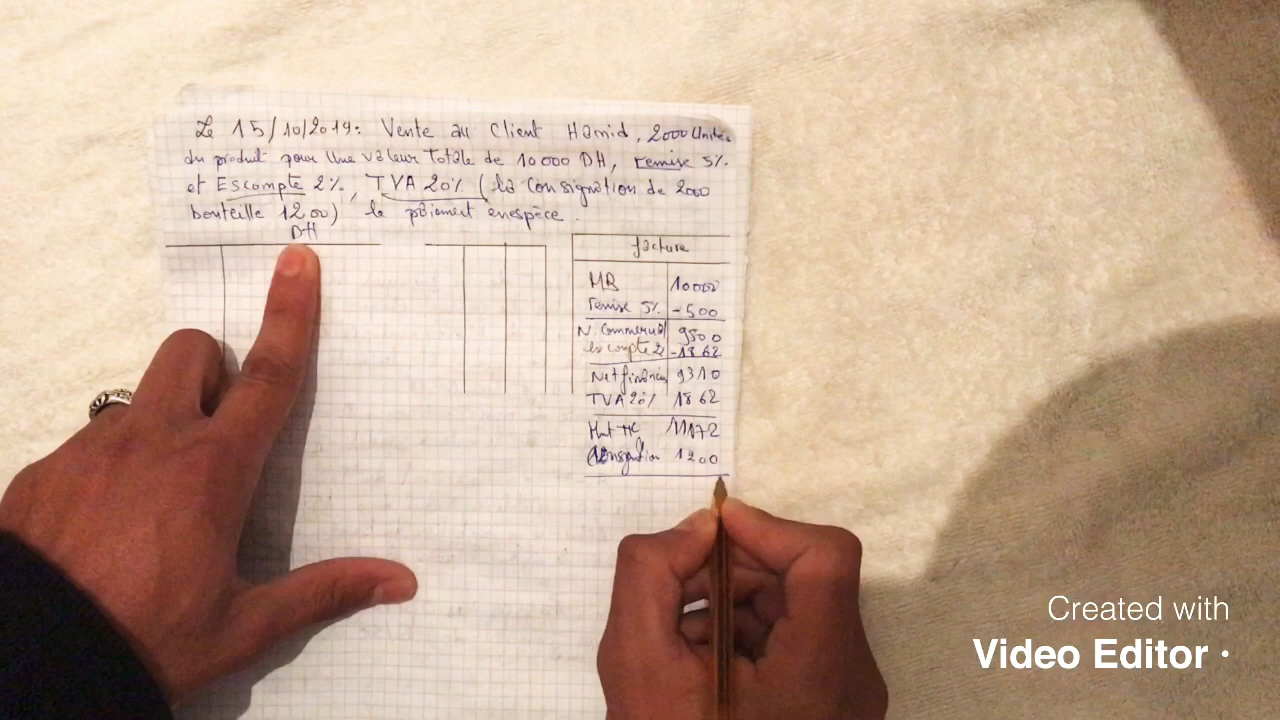 Le 15/10/2019: Vente au Client Hamid, 2000 Unités
du produit pour Une valeur Totale de 10 000 DH, remise 5%
et Escompte 2%, TVA 20% (la Consignation de 2000
bouteille 1200) le paiement en espèce.
DH
facture
MB 10000
remise 5% -500
N. Commercial 9500
escompte 2 -1862
Net financier 9310
TVA 20% 1862
Mnt TTC 11172
Consignation 1200
Created with
Video Editor